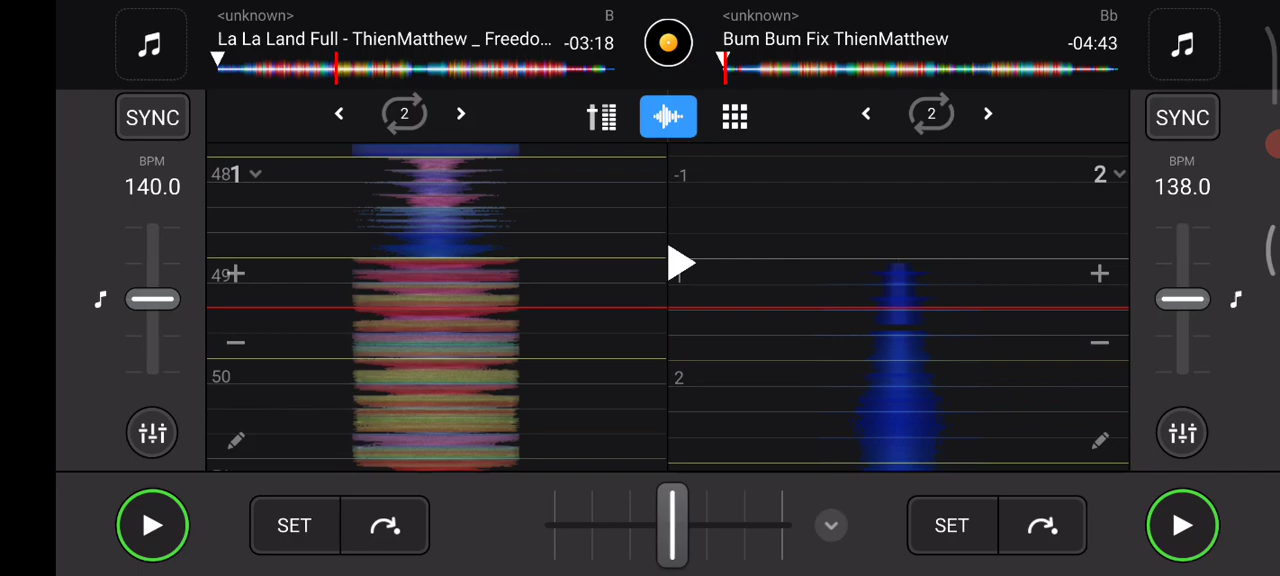 <unknown>
B
La La Land Full - ThienMatthew _ Freedo...
-03:18
<unknown>
Bb
Bum Bum Fix ThienMatthew
-04:43
SYNC
2
2
SYNC
BPM
140.0
BPM
138.0
48
1
-1
2
49
1
50
2
SET
SET